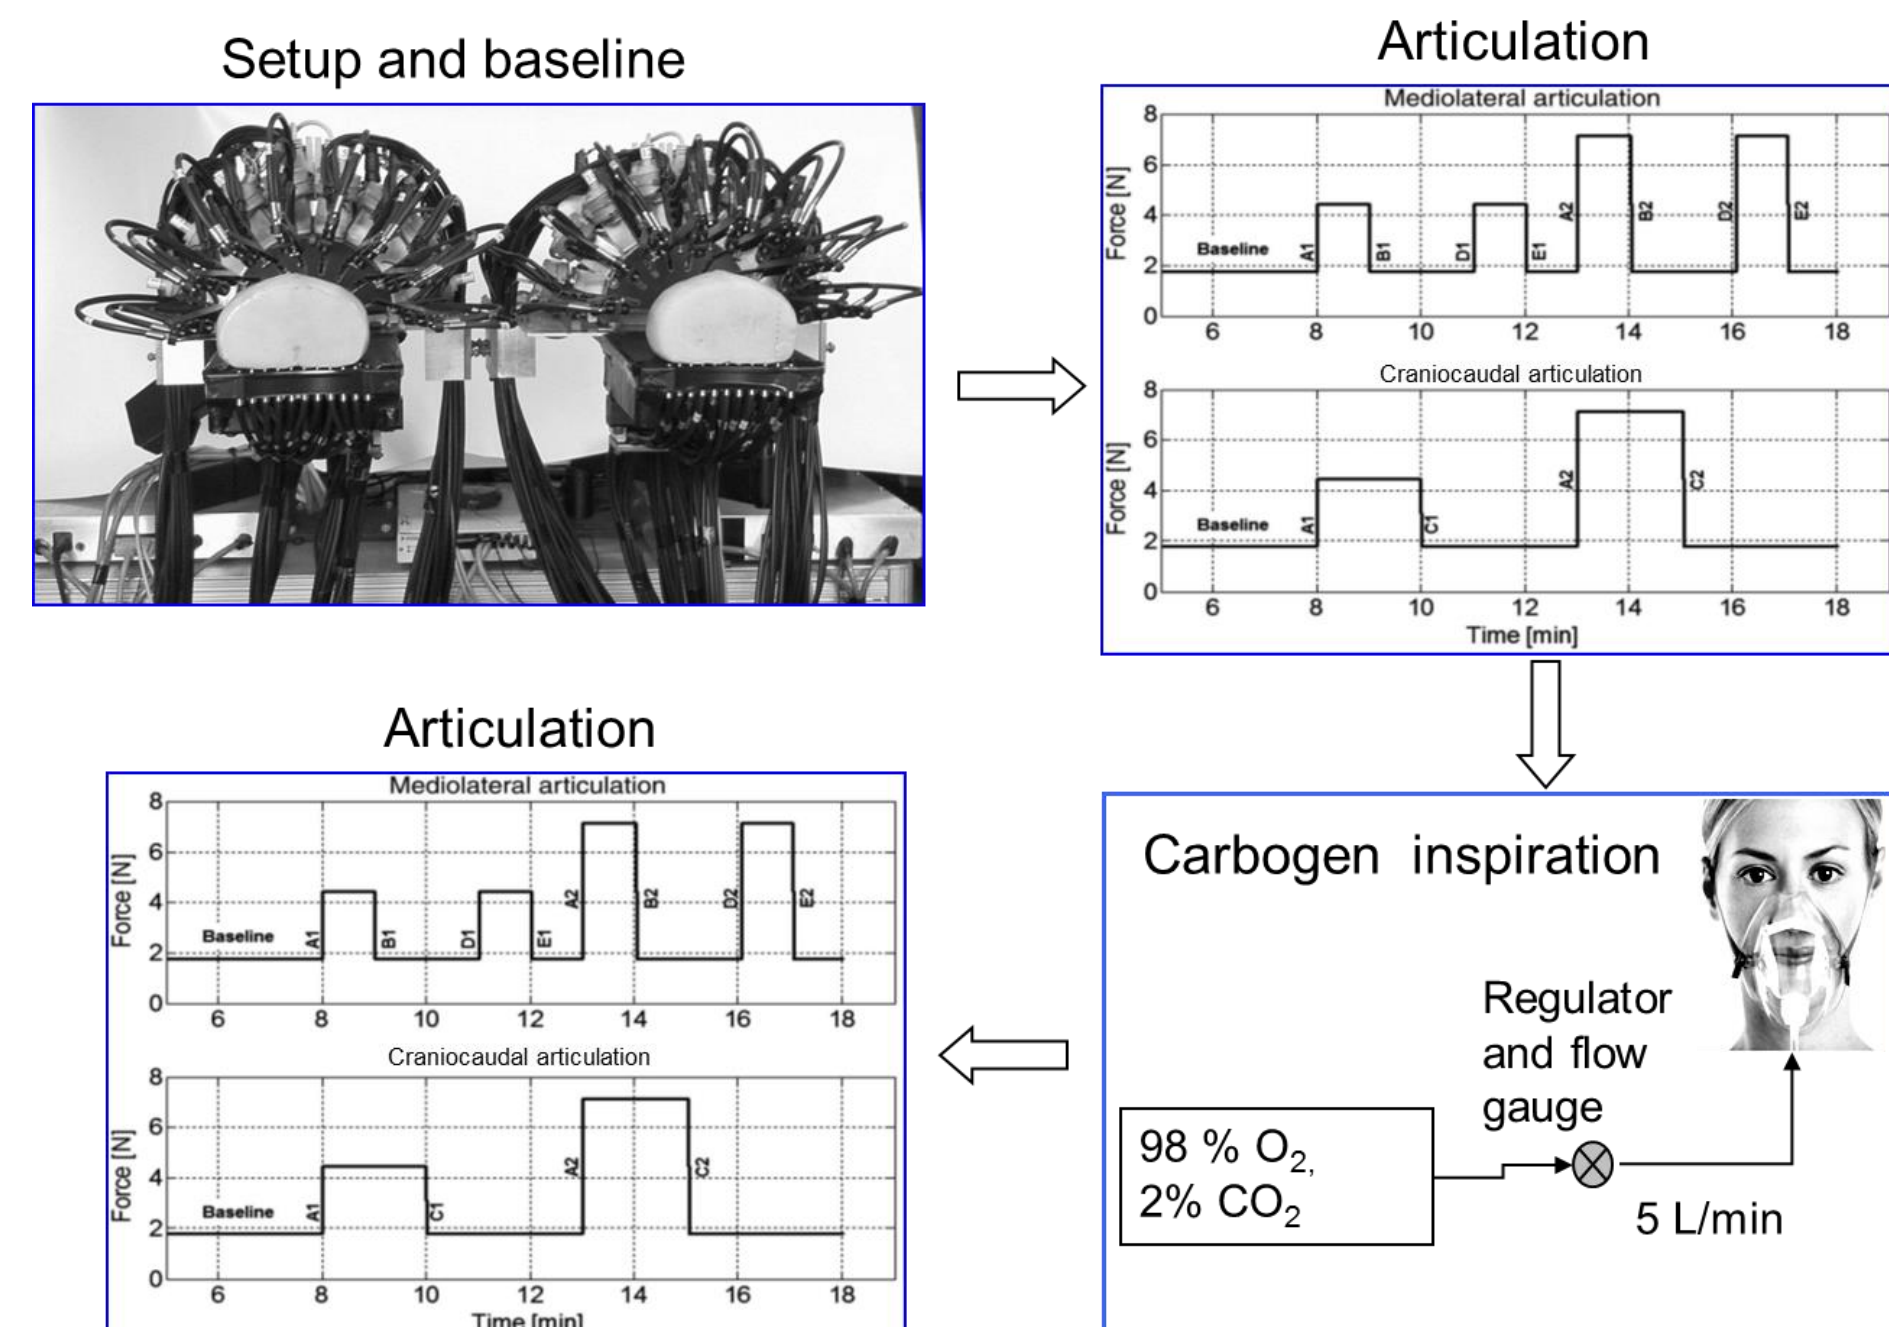 Setup and baseline
Articulation
Mediolateral articulation
8
6
4
2
0
Force [N]
Baseline
A1
B1
D1
E1
A2
B2
D2
E2
6 8 10 12 14 16 18
Craniocaudal articulation
8
6
4
2
0
Force [N]
Baseline
A1
C1
A2
C2
6 8 10 12 14 16 18
Time [min]
Carbogen inspiration
Regulator
and flow
gauge
98 % O2,
2% CO2
5 L/min
Articulation
Mediolateral articulation
8
6
4
2
0
Force [N]
Baseline
A1
B1
D1
E1
A2
B2
D2
E2
6 8 10 12 14 16 18
Craniocaudal articulation
8
6
4
2
0
Force [N]
Baseline
A1
C1
A2
C2
6 8 10 12 14 16 18
Time [min]